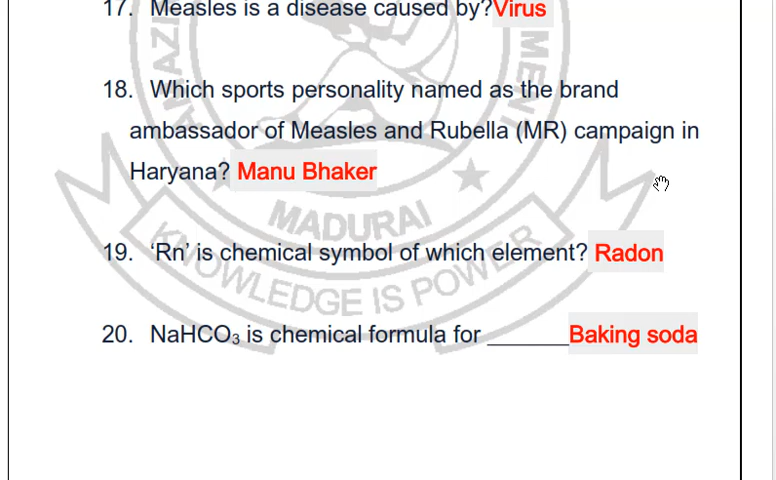 17. Measles is a disease caused by?Virus
18. Which sports personality named as the brand
ambassador of Measles and Rubella (MR) campaign in
Haryana? Manu Bhaker
MADURAI
19. ‘Rn’ is chemical symbol of which element? Radon
KNOWLEDGE IS POWER
20. NaHCO₃ is chemical formula for ______Baking soda